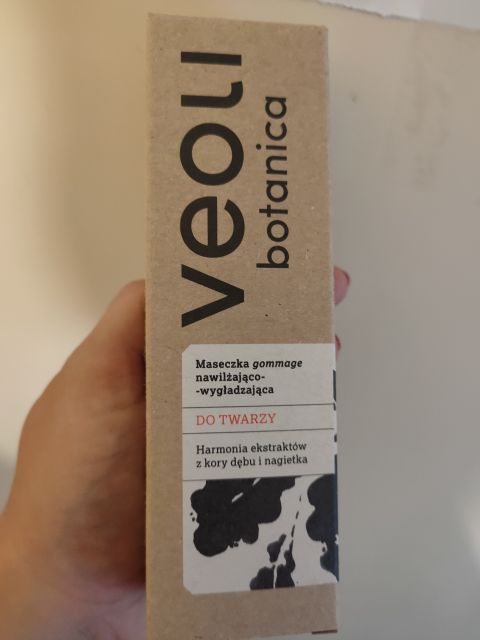 veoli
botanica
Maseczka gommage
nawilżająco-
-wygładzająca
DO TWARZY
Harmonia ekstraktów
z kory dębu i nagietka